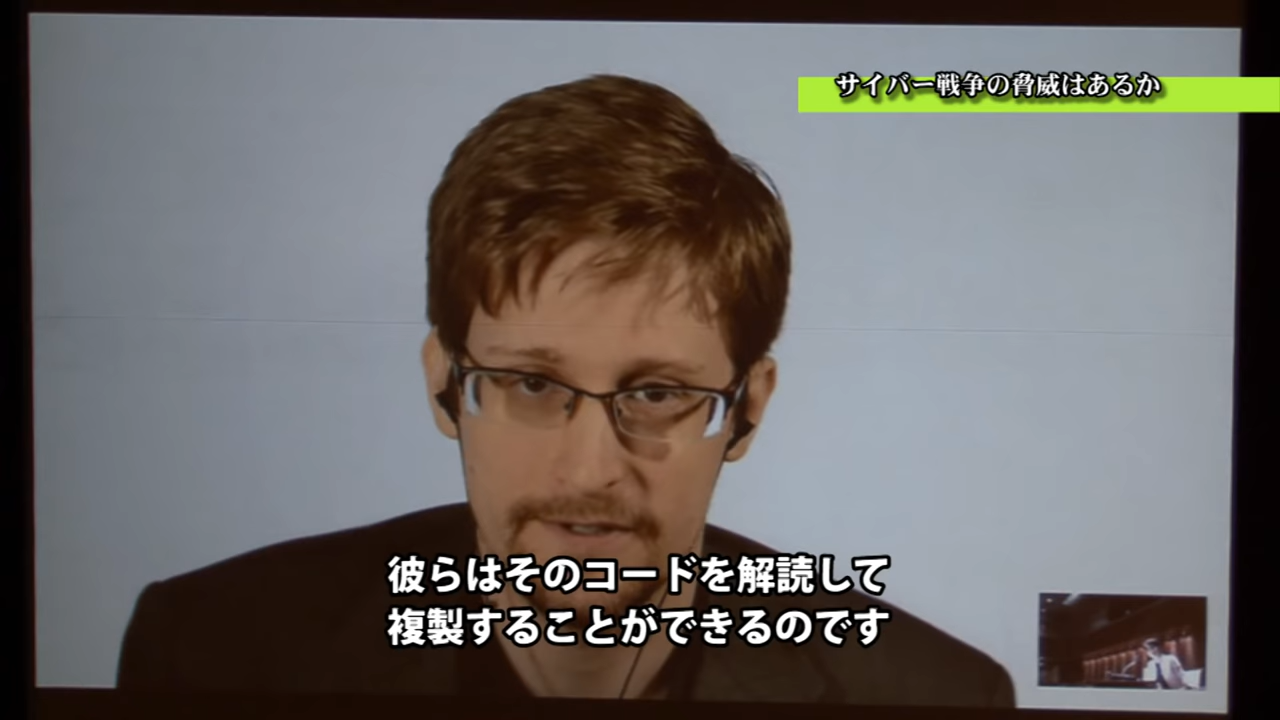 サイバー戦争の脅威はあるか
彼らはそのコードを解読して
複製することができるのです